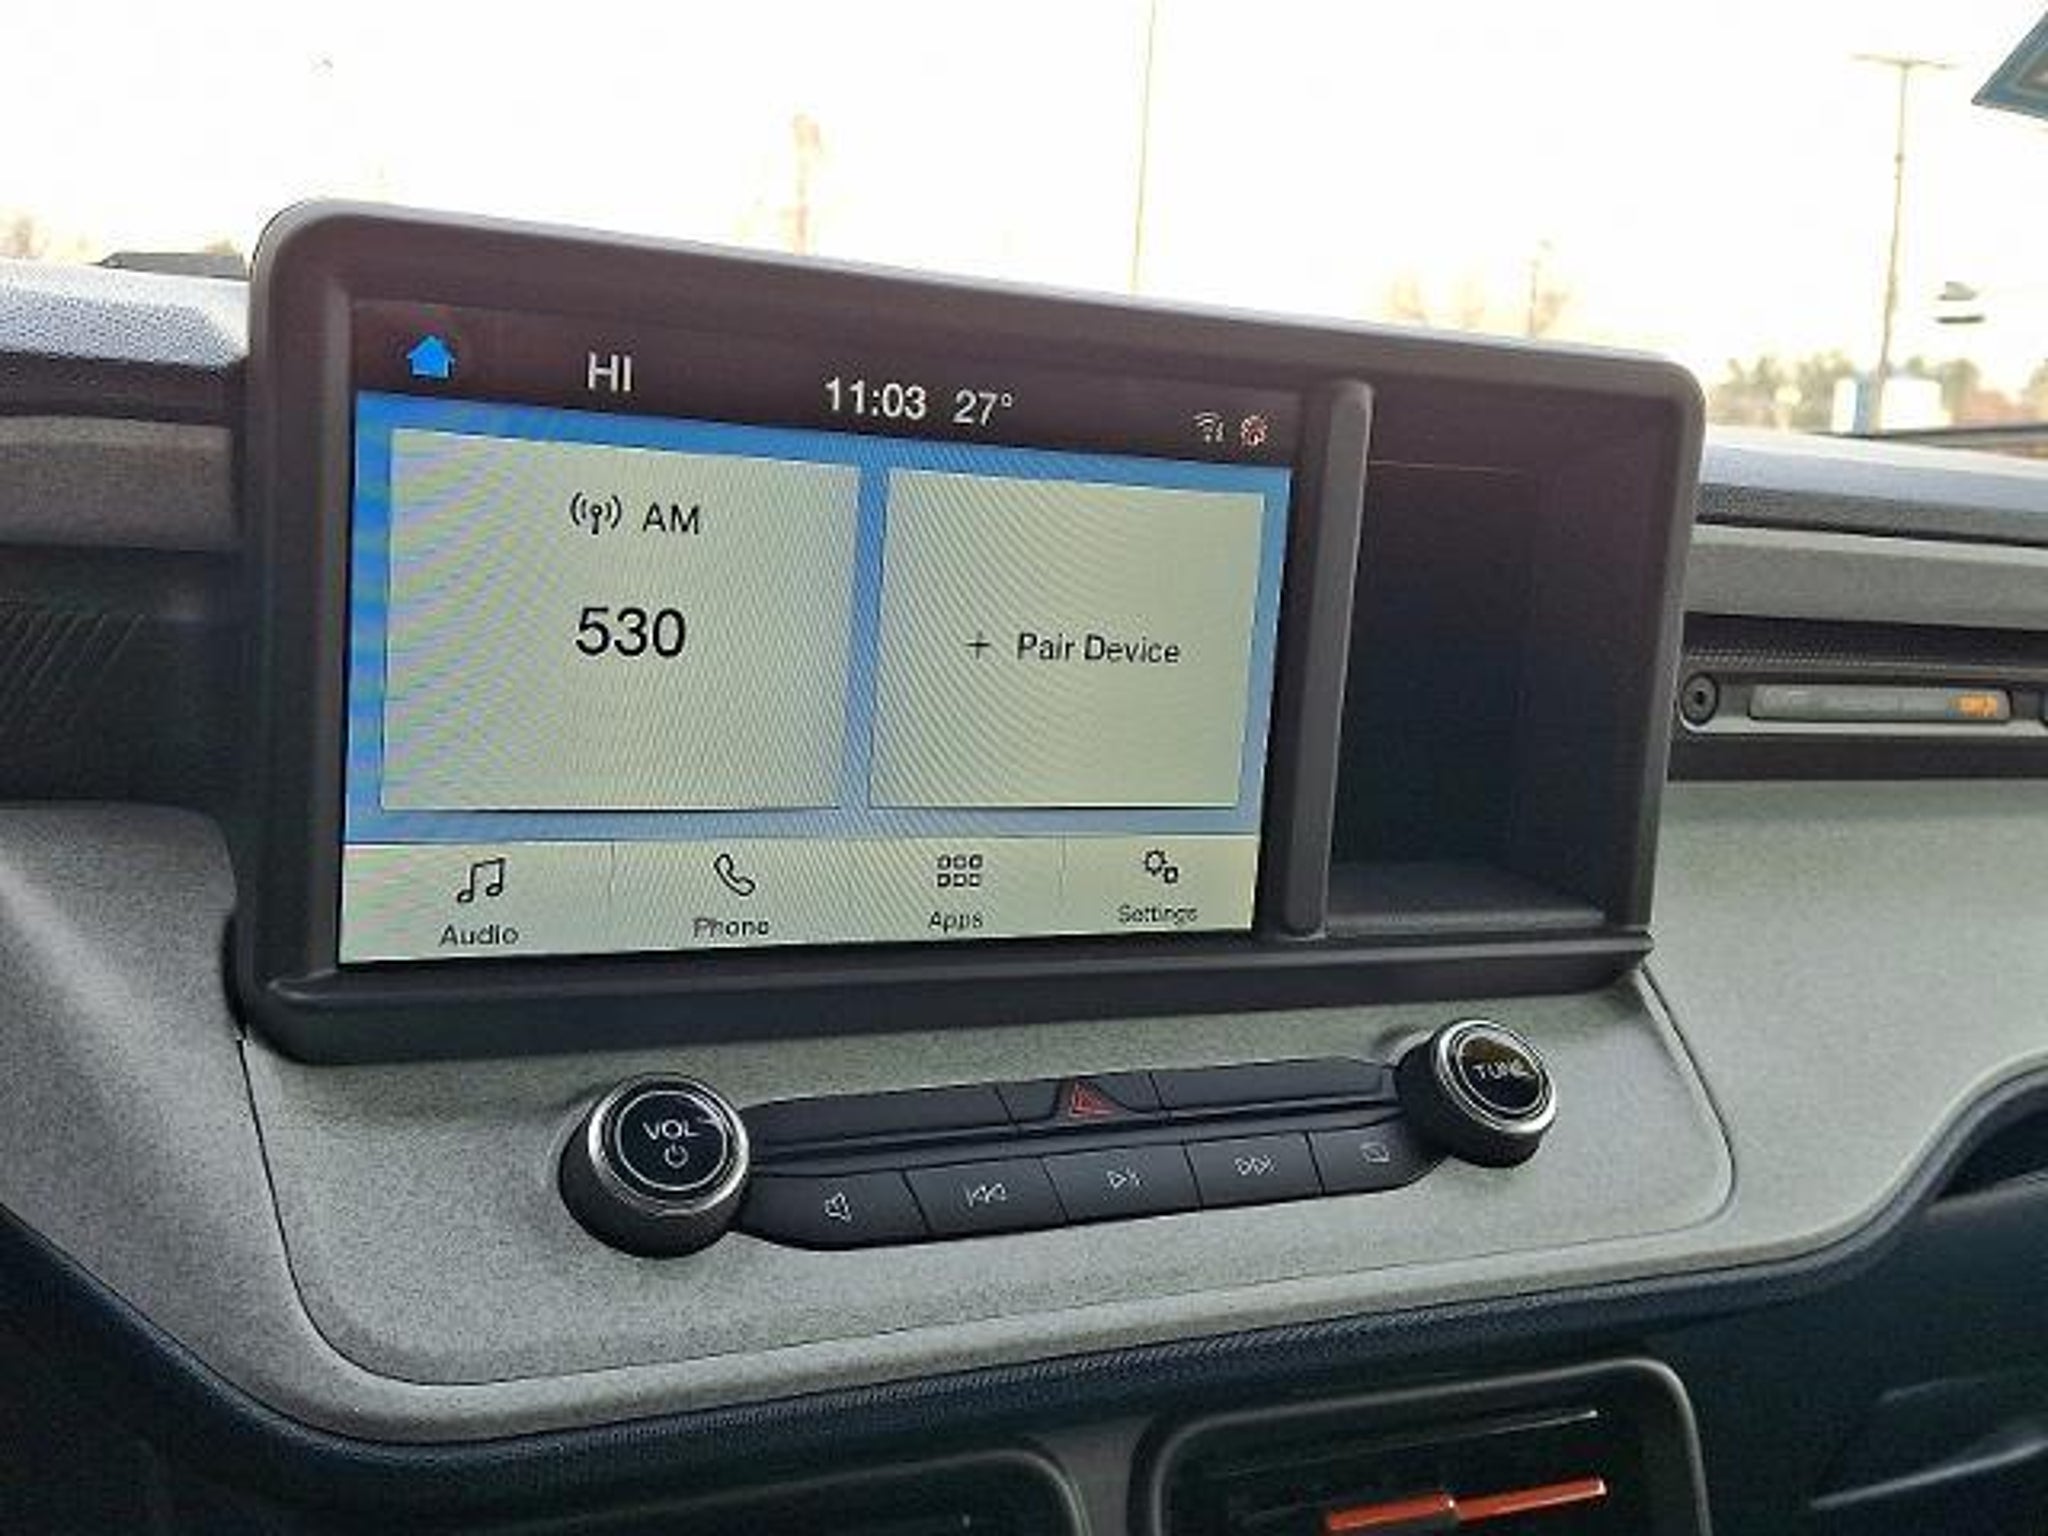 HI 11:03 27°
AM
530
+ Pair Device
Audio Phone Apps Settings
VOL
TUNE